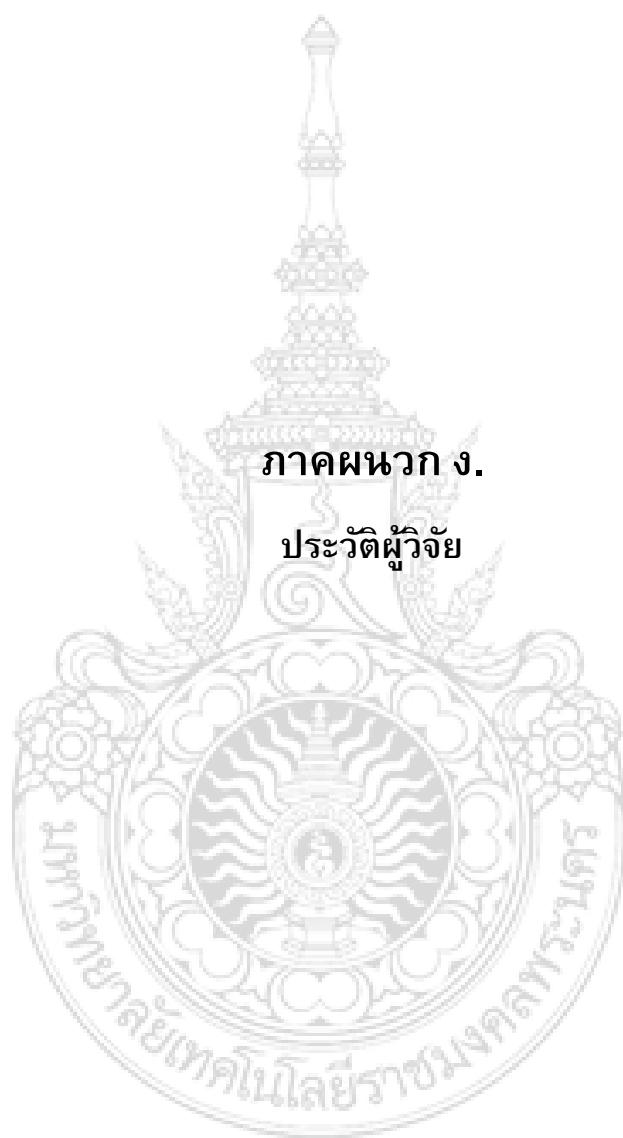 ภาคผนวก ง.
ประวัติผู้วิจัย
มหาวิทยาลัยเทคโนโลยีราชมงคลพระนคร